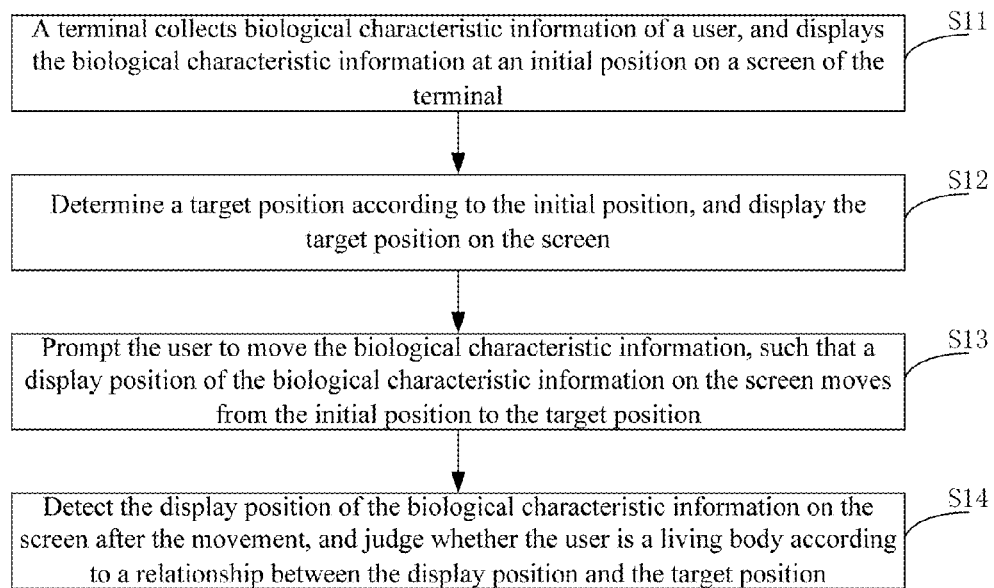 A terminal collects biological characteristic information of a user, and displays
S11
the biological characteristic information at an initial position on a screen of the
terminal
S12
Determine a target position according to the initial position, and display the
target position on the screen
S13
Prompt the user to move the biological characteristic information, such that a
display position of the biological characteristic information on the screen moves
from the initial position to the target position
S14
Detect the display position of the biological characteristic information on the
screen after the movement, and judge whether the user is a living body according
to a relationship between the display position and the target position